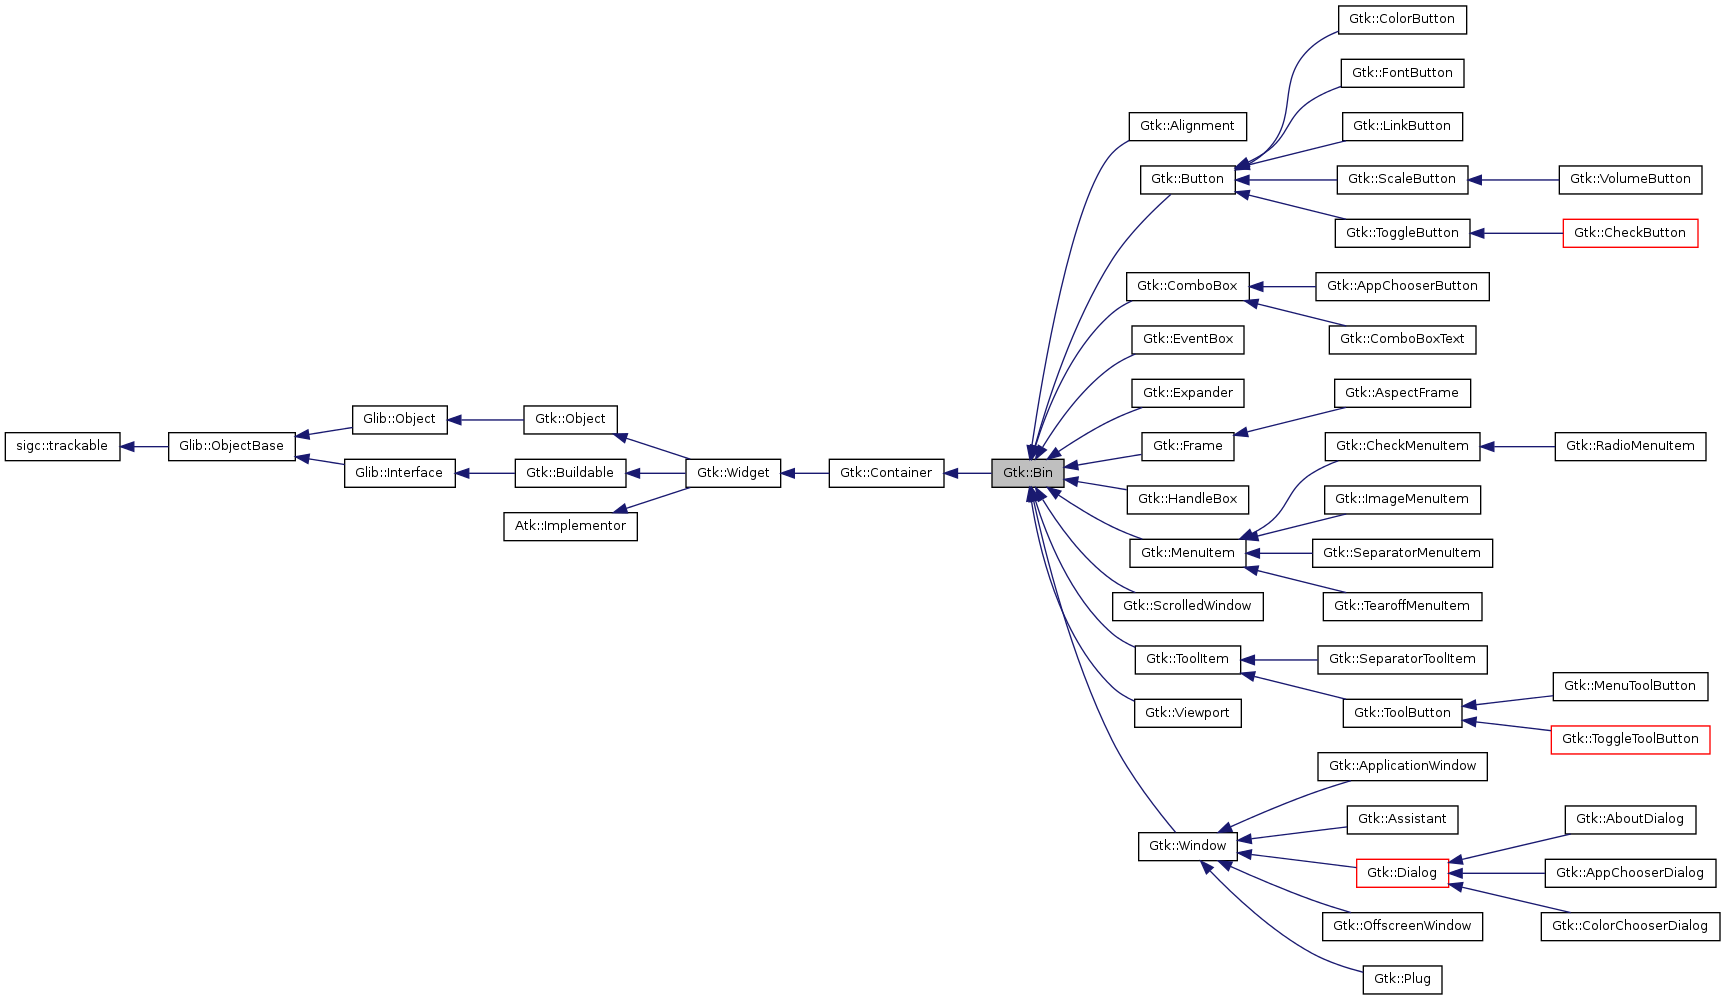 sigc::trackable
Glib::ObjectBase
Glib::Object
Glib::Interface
Gtk::Object
Gtk::Buildable
Atk::Implementor
Gtk::Widget
Gtk::Container
Gtk::Bin
Gtk::Alignment
Gtk::Button
Gtk::ColorButton
Gtk::FontButton
Gtk::LinkButton
Gtk::ScaleButton
Gtk::VolumeButton
Gtk::ToggleButton
Gtk::CheckButton
Gtk::ComboBox
Gtk::AppChooserButton
Gtk::ComboBoxText
Gtk::EventBox
Gtk::Expander
Gtk::Frame
Gtk::AspectFrame
Gtk::HandleBox
Gtk::MenuItem
Gtk::CheckMenuItem
Gtk::RadioMenuItem
Gtk::ImageMenuItem
Gtk::SeparatorMenuItem
Gtk::TearoffMenuItem
Gtk::ScrolledWindow
Gtk::ToolItem
Gtk::SeparatorToolItem
Gtk::ToolButton
Gtk::MenuToolButton
Gtk::ToggleToolButton
Gtk::Viewport
Gtk::Window
Gtk::ApplicationWindow
Gtk::Assistant
Gtk::Dialog
Gtk::AboutDialog
Gtk::AppChooserDialog
Gtk::ColorChooserDialog
Gtk::OffscreenWindow
Gtk::Plug